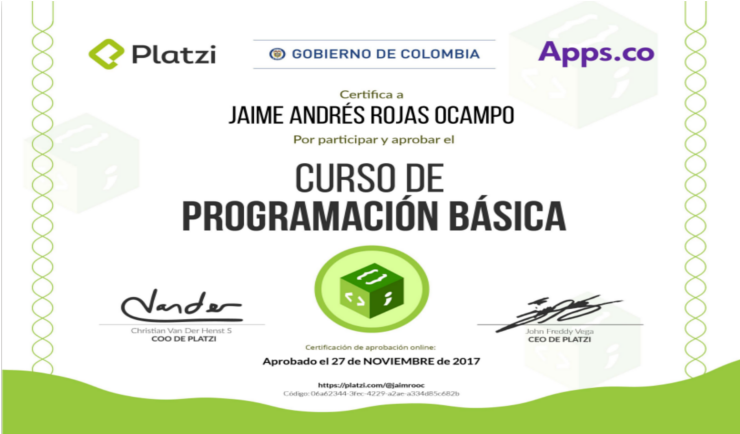 Platzi
GOBIERNO DE COLOMBIA
Apps.co
Certifica a
JAIME ANDRÉS ROJAS OCAMPO
Por participar y aprobar el
CURSO DE
PROGRAMACIÓN BÁSICA
Christian Van Der Henst S
COO DE PLATZI
John Freddy Vega
CEO DE PLATZI
Certificación de aprobación online:
Aprobado el 27 de NOVIEMBRE de 2017
https://platzi.com/@jaimrooc
Código: 06a62344-3fec-4229-a2ae-a334d85c682b